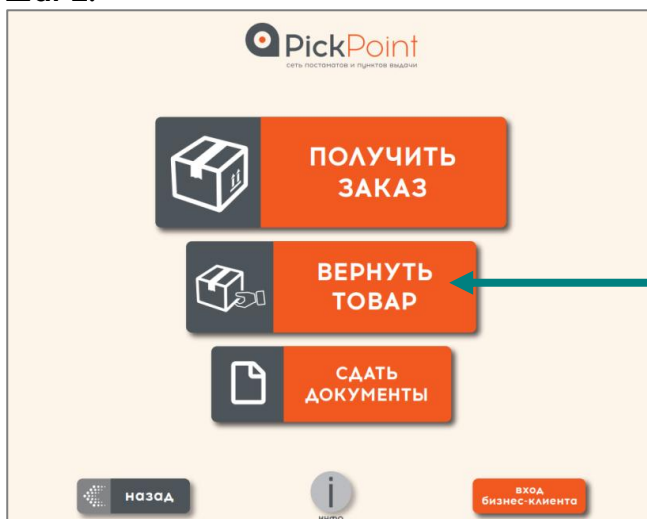 PickPoint
сеть постаматов и пунктов выдачи
ПОЛУЧИТЬ
ЗАКАЗ
ВЕРНУТЬ
ТОВАР
СДАТЬ
ДОКУМЕНТЫ
назад
i
вход
бизнес-клиента